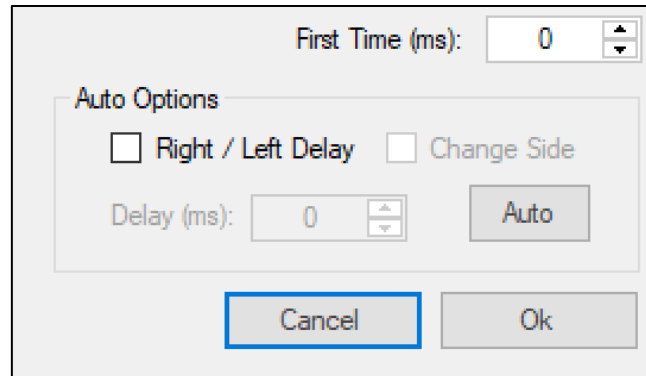 First Time (ms): 0
Auto Options
Right / Left Delay Change Side
Delay (ms): 0 Auto
Cancel Ok